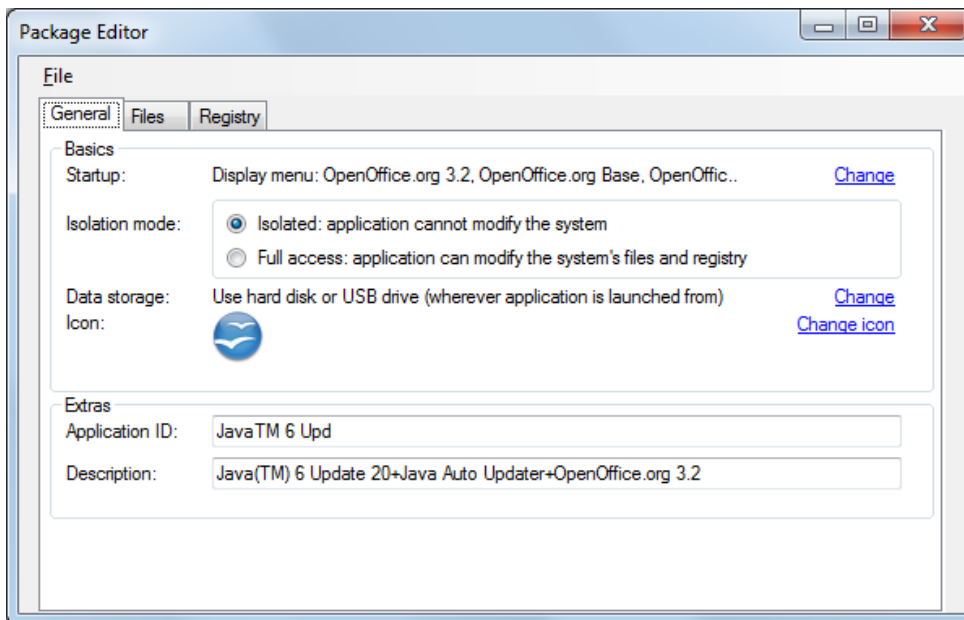 Package Editor
File
General Files Registry
Basics
Startup: Display menu: OpenOffice.org 3.2, OpenOffice.org Base, OpenOffic.. Change
Isolation mode: Isolated: application cannot modify the system
Full access: application can modify the system's files and registry
Data storage: Use hard disk or USB drive (wherever application is launched from) Change
Icon: Change icon
Extras
Application ID: JavaTM 6 Upd
Description: Java(TM) 6 Update 20+Java Auto Updater+OpenOffice.org 3.2